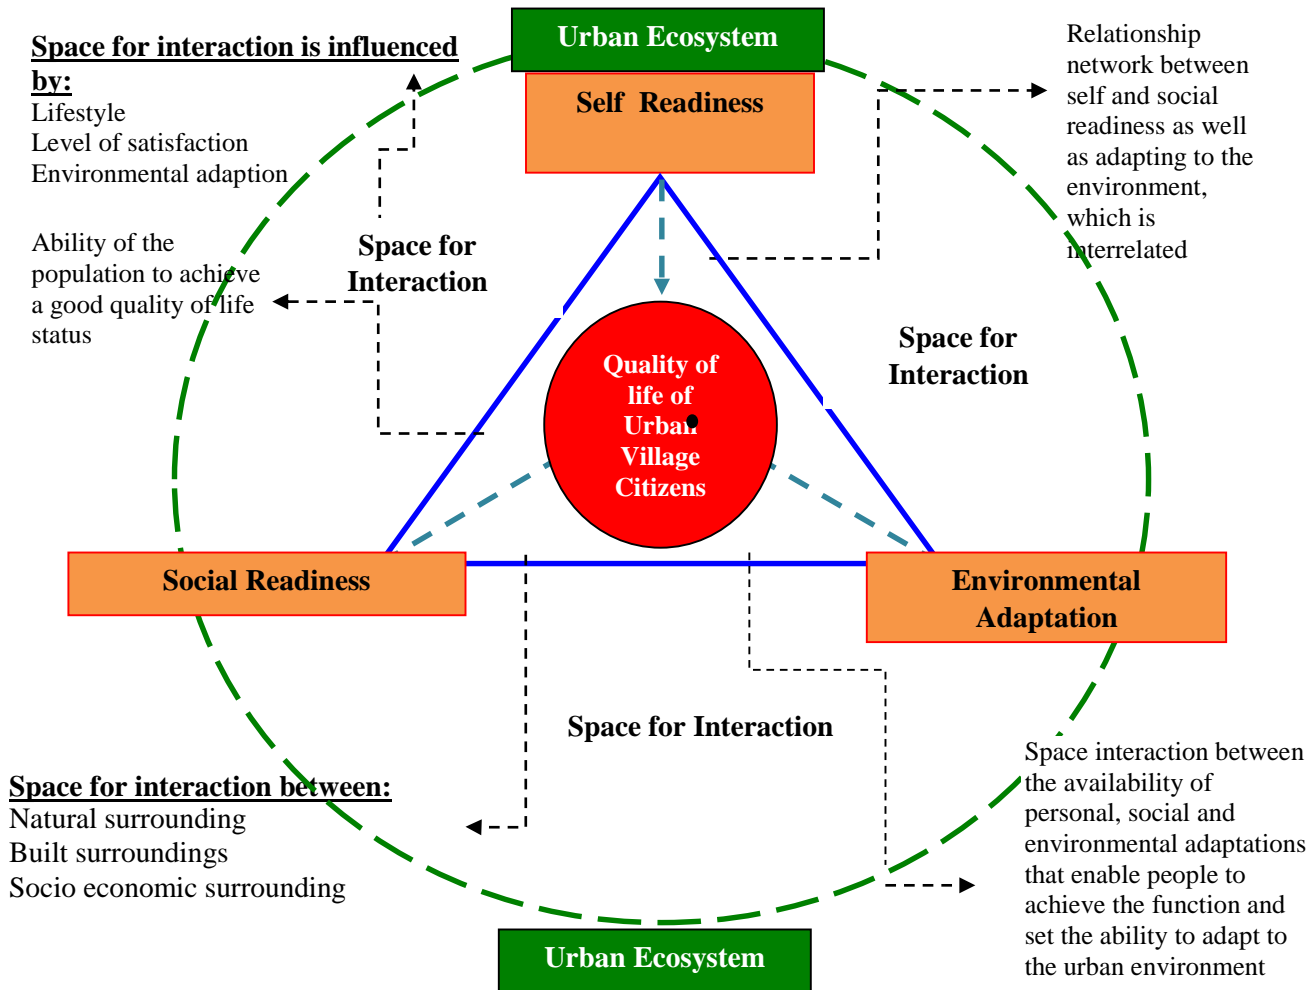 Urban Ecosystem
Self Readiness
Space for interaction is influenced
by:
Lifestyle
Level of satisfaction
Environmental adaption
Ability of the
population to achieve
a good quality of life
status
Space for
Interaction
Relationship
network between
self and social
readiness as well
as adapting to the
environment,
which is
interrelated
Space for
Interaction
Quality of
life of
Urban
Village
Citizens
Social Readiness
Environmental
Adaptation
Space for Interaction
Space for interaction between:
Natural surrounding
Built surroundings
Socio economic surrounding
Space interaction between
the availability of
personal, social and
environmental adaptations
that enable people to
achieve the function and
set the ability to adapt to
the urban environment
Urban Ecosystem